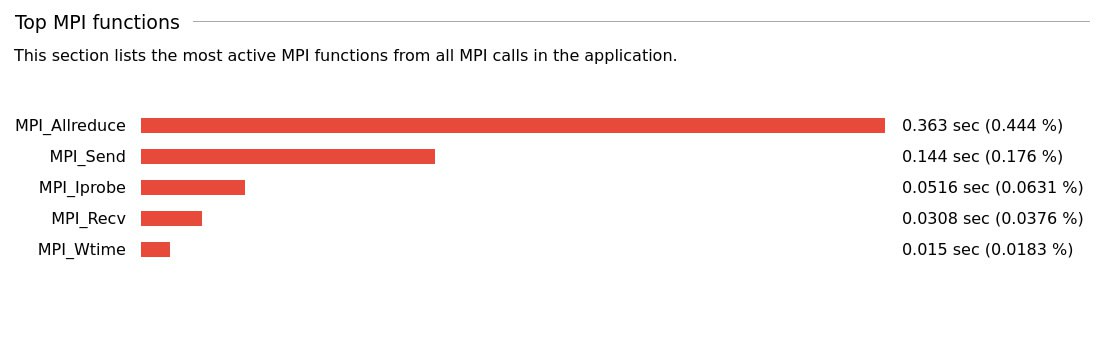 Top MPI functions
This section lists the most active MPI functions from all MPI calls in the application.
MPI_Allreduce 0.363 sec (0.444 %)
MPI_Send 0.144 sec (0.176 %)
MPI_Iprobe 0.0516 sec (0.0631 %)
MPI_Recv 0.0308 sec (0.0376 %)
MPI_Wtime 0.015 sec (0.0183 %)